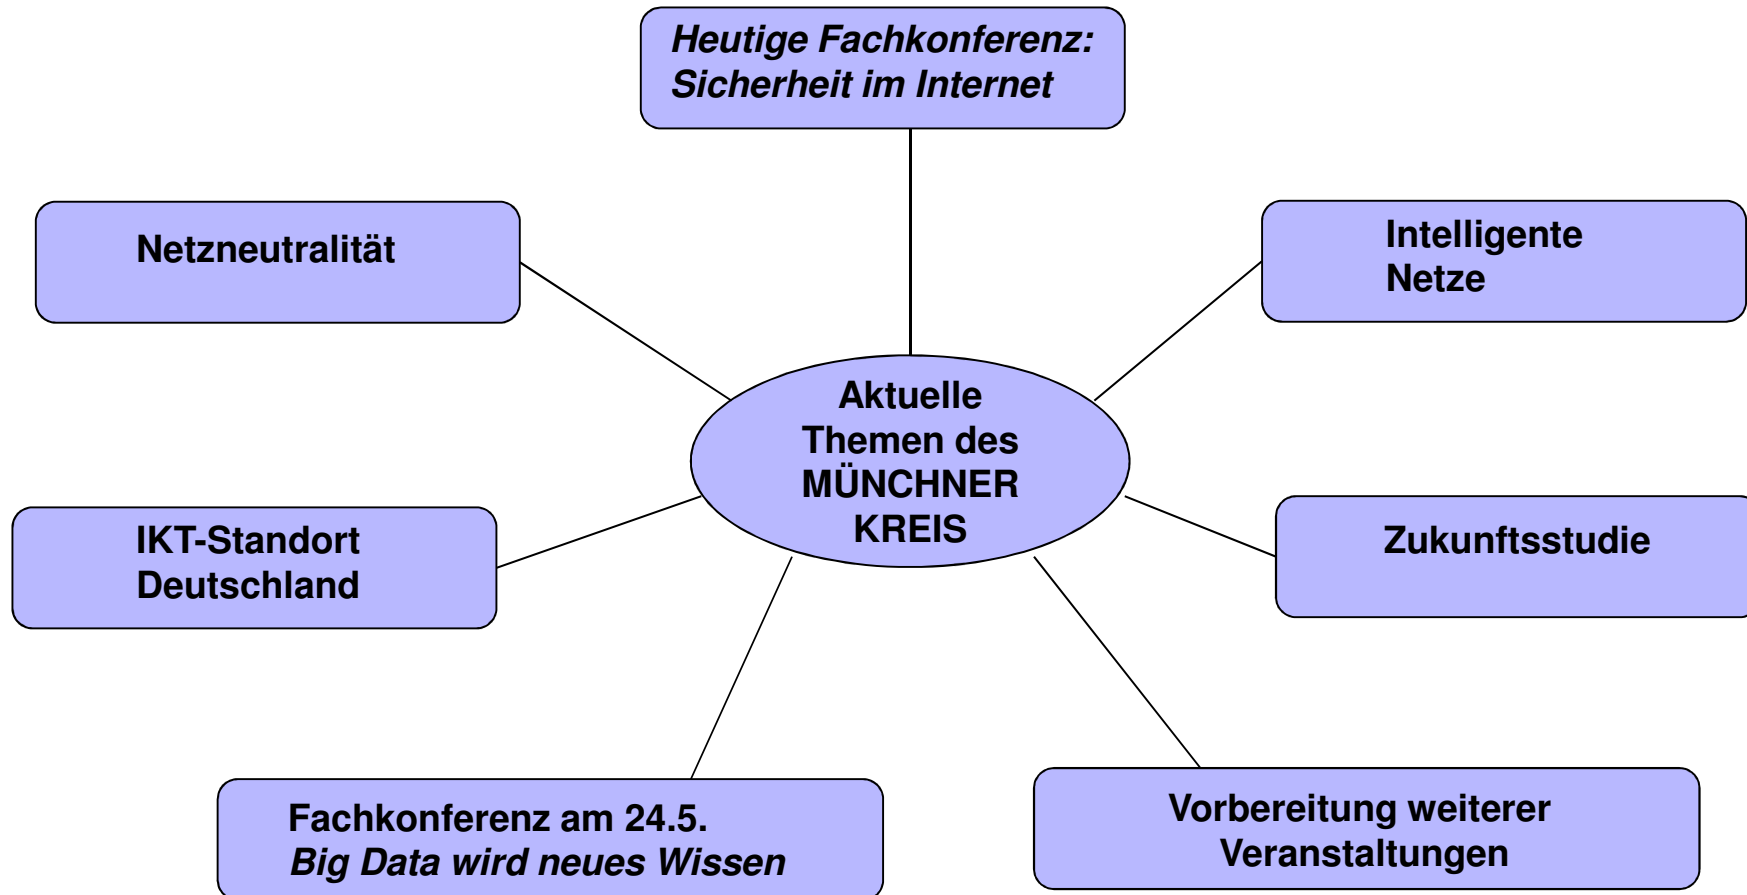 Heutige Fachkonferenz:
Sicherheit im Internet
Netzneutralität
Intelligente
Netze
Aktuelle
Themen des
MÜNCHNER
KREIS
IKT-Standort
Deutschland
Zukunftsstudie
Fachkonferenz am 24.5.
Big Data wird neues Wissen
Vorbereitung weiterer
Veranstaltungen